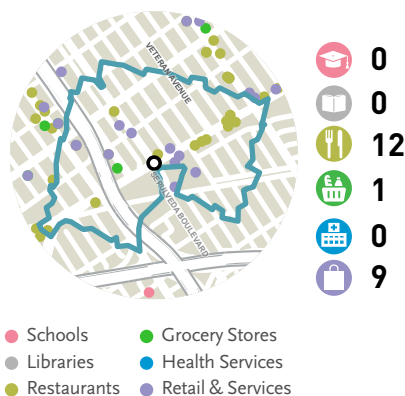 VETERAN AVENUE
SEPULVEDA BOULEVARD
0
0
12
1
0
9
Schools
Libraries
Restaurants
Grocery Stores
Health Services
Retail & Services